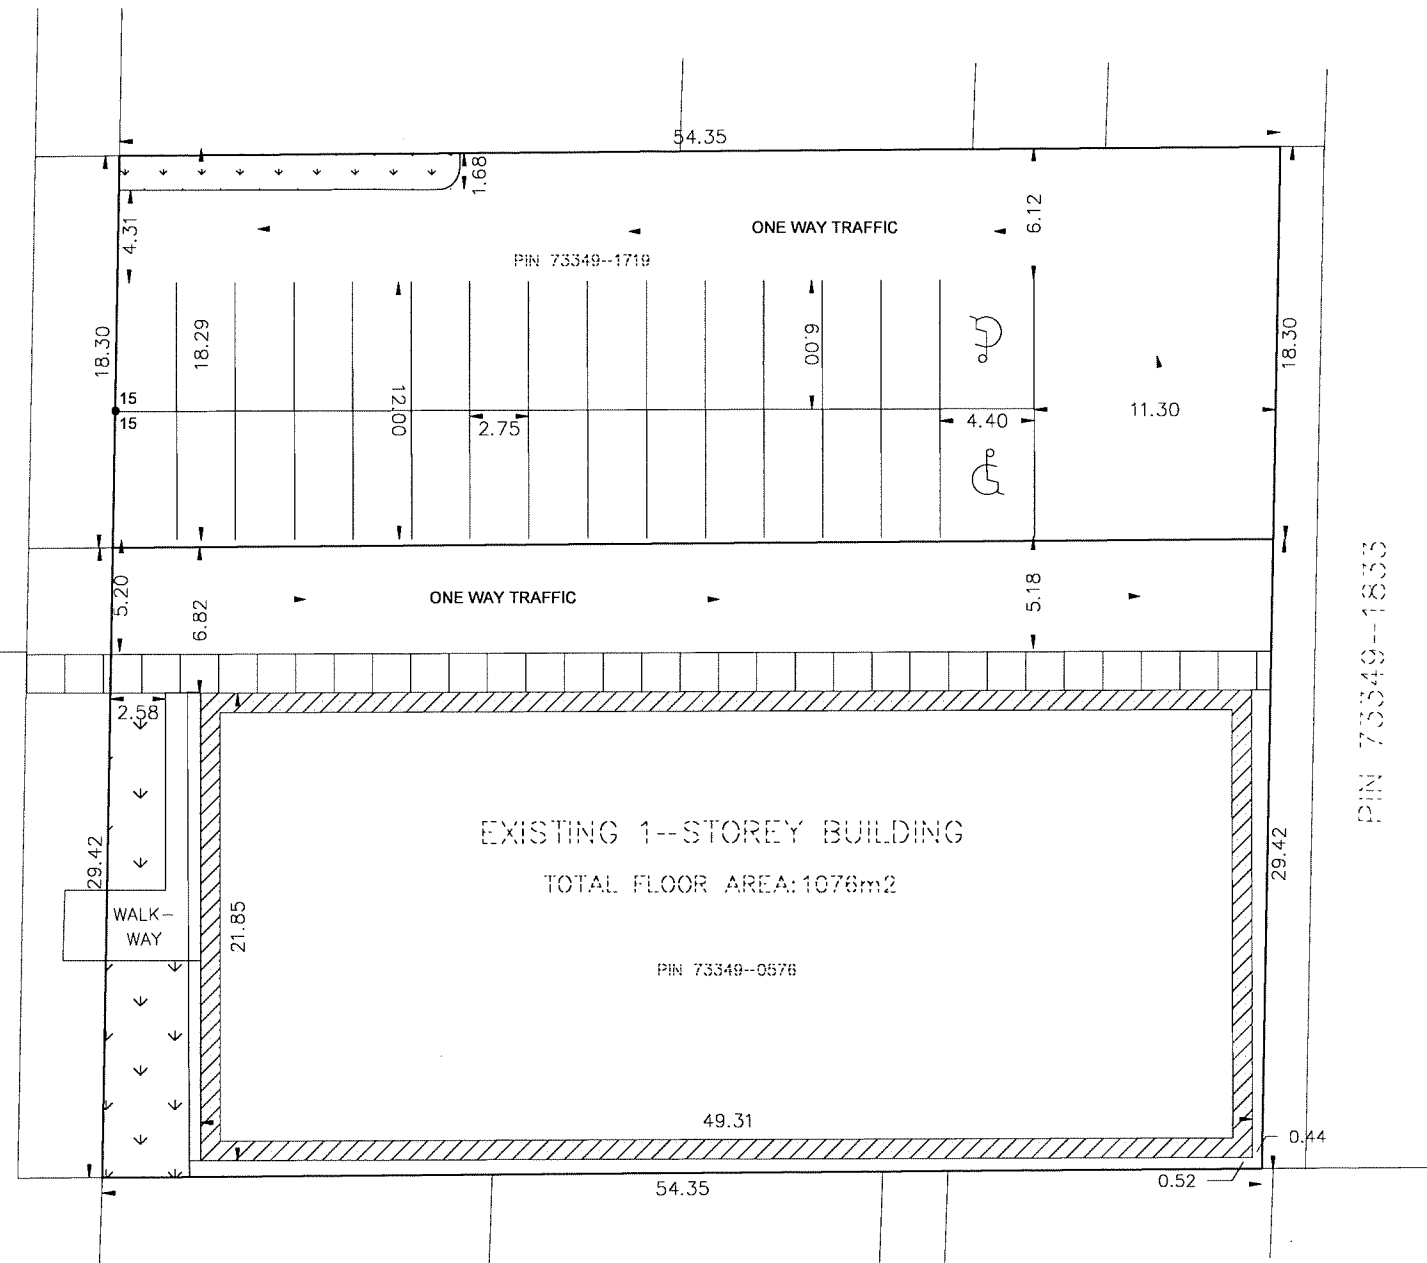 54.35
1.68
4.31
6.12
ONE WAY TRAFFIC
PIN 73349--1719
18.30
18.29
6.00
18.30
12.00
15
15
2.75
4.40
11.30
5.20
6.82
ONE WAY TRAFFIC
5.18
PIN 73349--1833
2.58
EXISTING 1--STOREY BUILDING
TOTAL FLOOR AREA:1076m2
29.42
29.42
WALK-
WAY
21.85
PIN 73349--0576
49.31
0.44
0.52
54.35